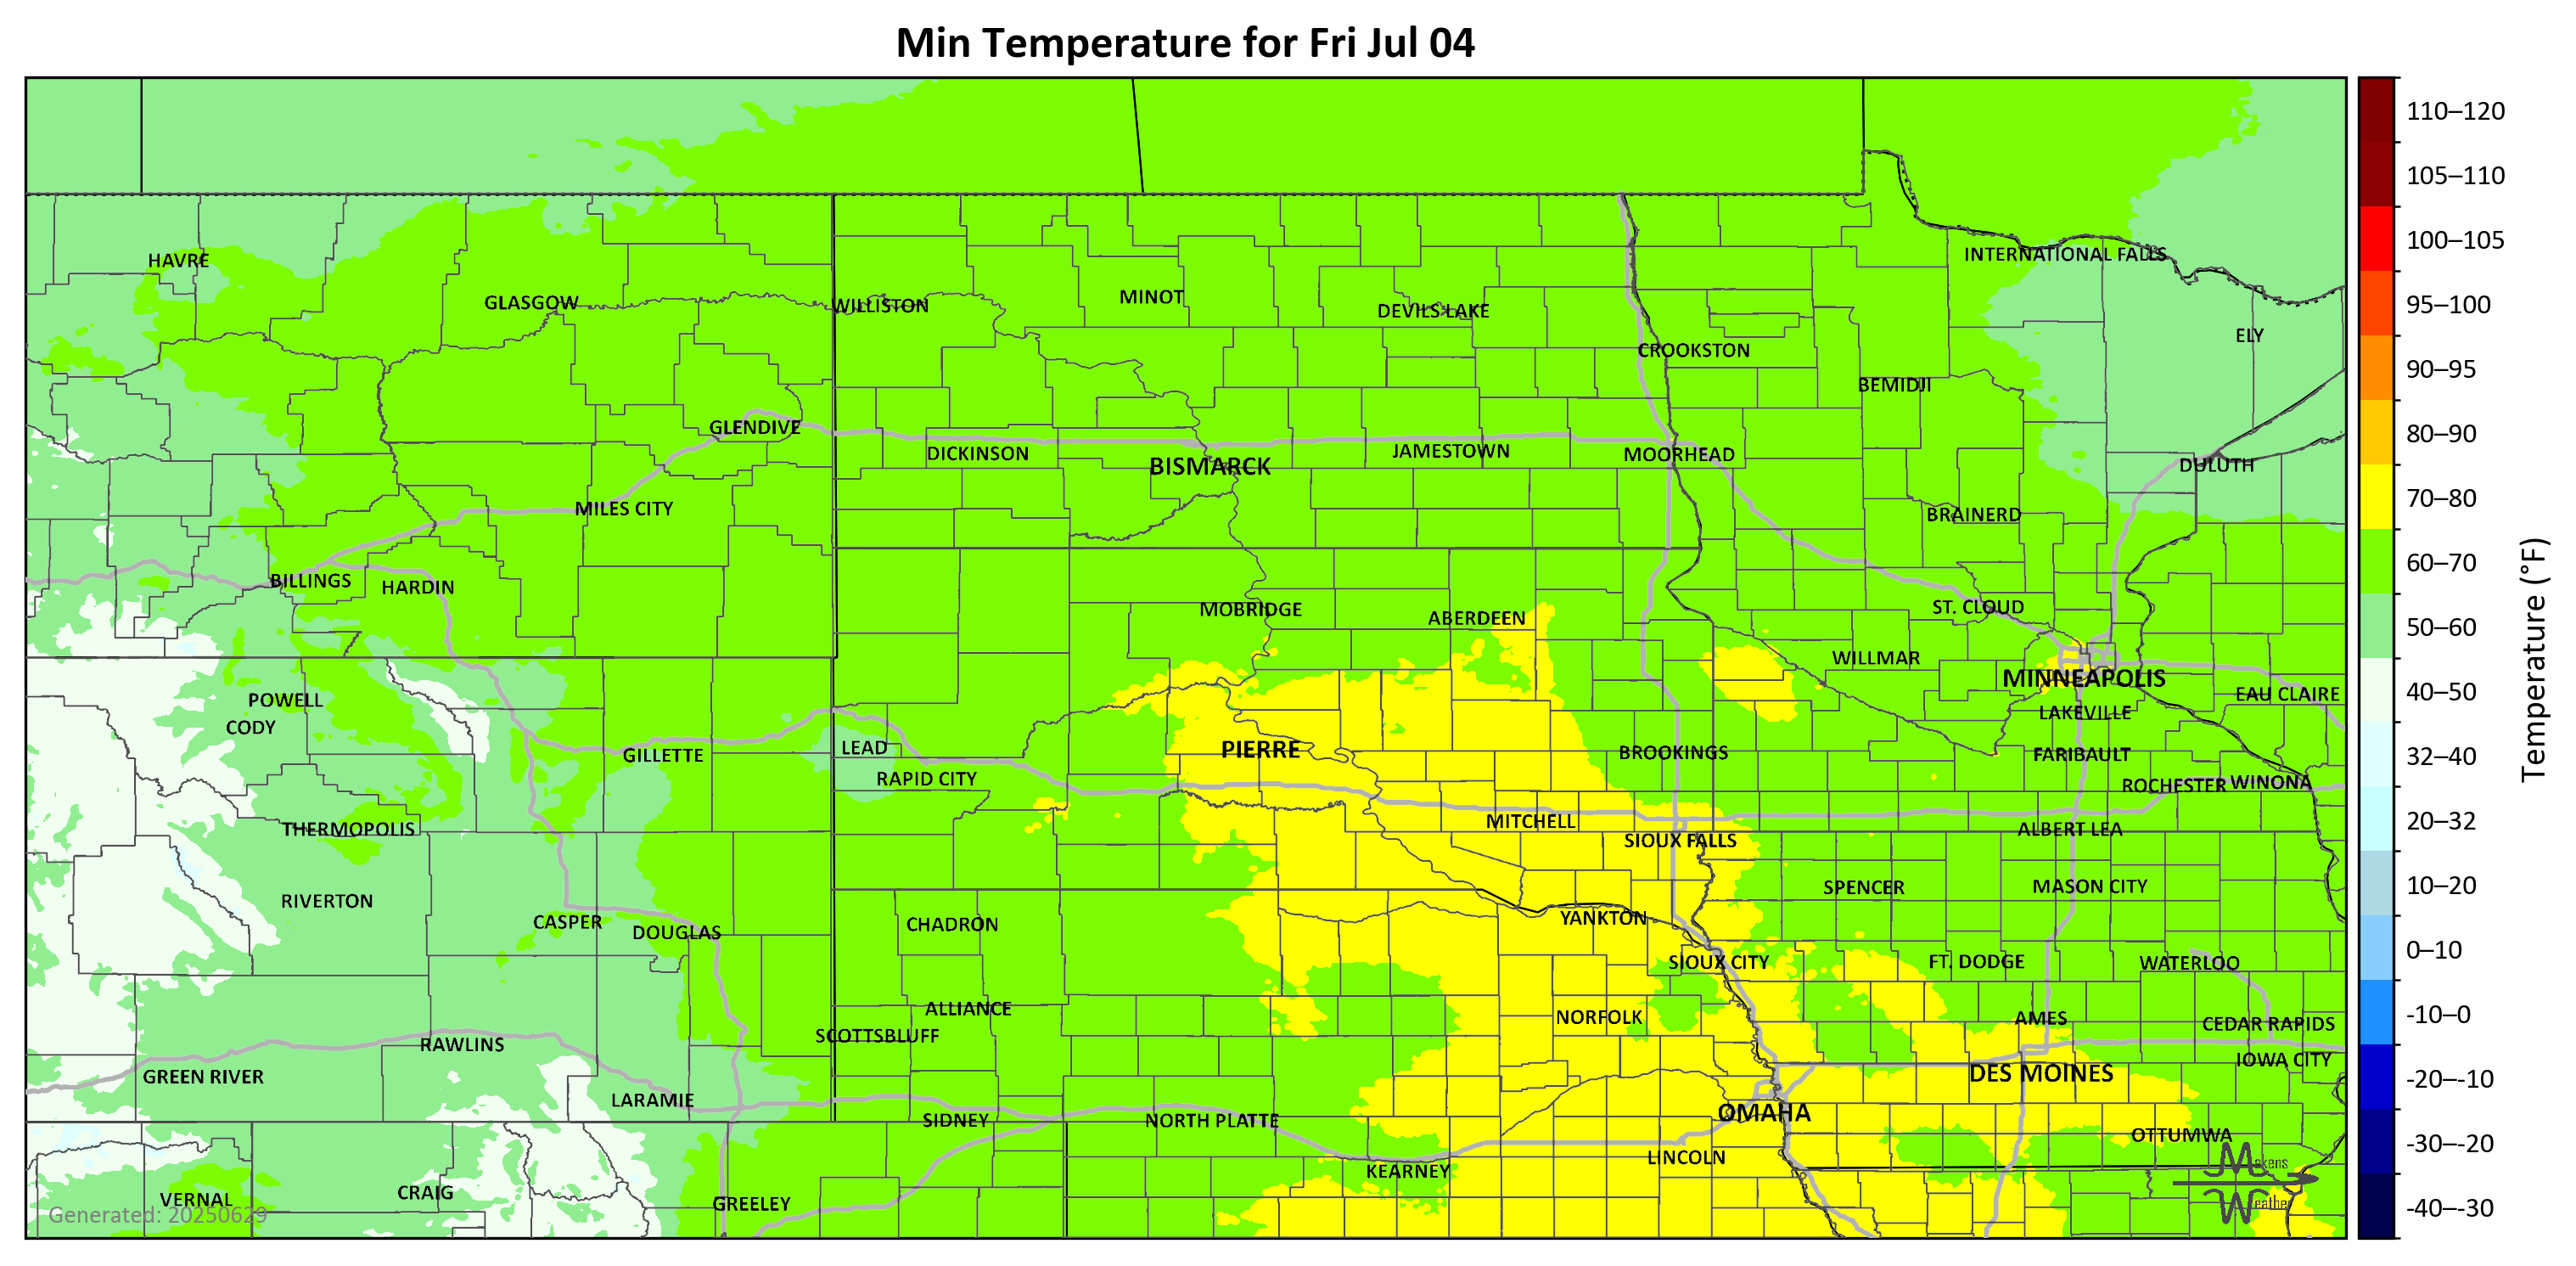 Min Temperature for Fri Jul 04
INTERNATIONAL FALLS
HAVRE
GLASGOW
WILLISTON
MINOT
DEVILS LAKE
ELY
CROOKSTON
BEMIDJI
GLENDIVE
DICKINSON
BISMARCK
JAMESTOWN
MOORHEAD
DULUTH
MILES CITY
BRAINERD
BILLINGS
HARDIN
MOBRIDGE
ABERDEEN
ST. CLOUD
WILLMAR
MINNEAPOLIS
EAU CLAIRE
POWELL
CODY
LAKEVILLE
GILLETTE
LEAD
PIERRE
BROOKINGS
FARIBAULT
RAPID CITY
ROCHESTER
WINONA
THERMOPOLIS
MITCHELL
SIOUX FALLS
ALBERT LEA
RIVERTON
SPENCER
MASON CITY
CASPER
DOUGLAS
CHADRON
YANKTON
SIOUX CITY
FT. DODGE
WATERLOO
ALLIANCE
NORFOLK
AMES
CEDAR RAPIDS
SCOTTSBLUFF
RAWLINS
IOWA CITY
GREEN RIVER
DES MOINES
LARAMIE
SIDNEY
NORTH PLATTE
OMAHA
OTTUMWA
LINCOLN
KEARNEY
VERNAL
CRAIG
GREELEY
Generated: 20250629
Makens
Weather
110−120
105−110
100−105
95−100
90−95
80−90
70−80
60−70
50−60
40−50
32−40
20−32
10−20
0−10
-10−0
-20−-10
-30−-20
-40−-30
Temperature (°F)